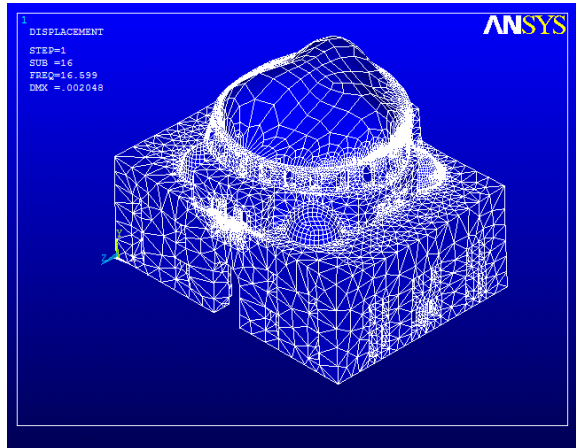 1
ANSYS
DISPLACEMENT
STEP=1
SUB =16
FREQ=16.599
DMX =.002048
Y
Z